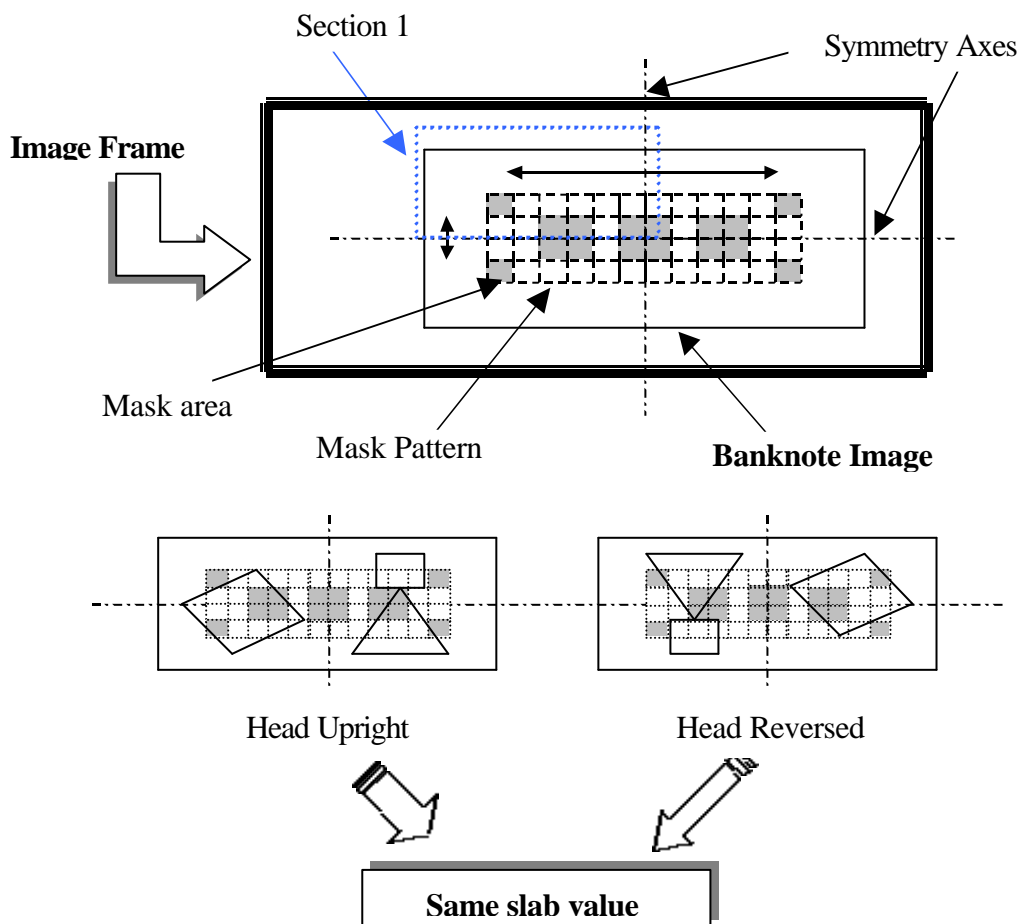 Section 1
Symmetry Axes
Image Frame
Mask area
Mask Pattern
Banknote Image
Head Upright
Head Reversed
Same slab value